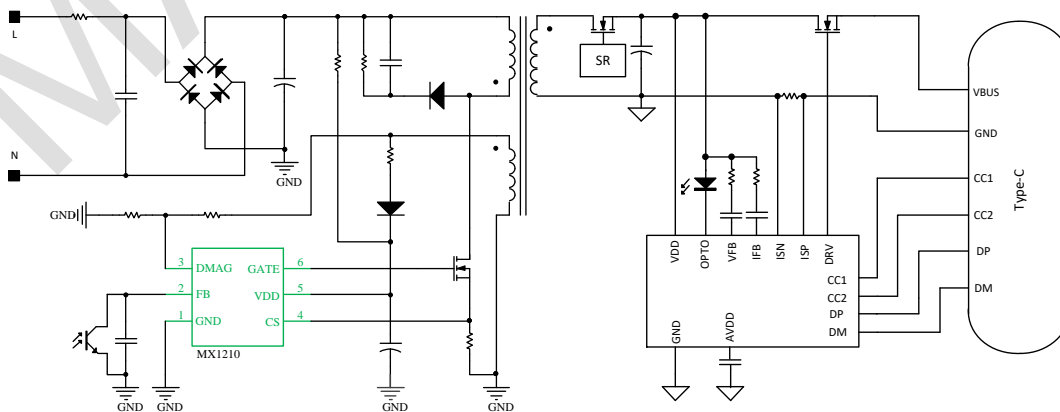 L
N
SR
VBUS
GND
CC1
CC2
DP
DM
Type-C
GND
GND
3 DMAG GATE 6
2 FB VDD 5
1 GND CS 4
MX1210
GND
GND
GND
GND
VDD
OPTO
VFB
IFB
ISN
ISP
DRV
CC1
CC2
DP
DM
GND
AVDD